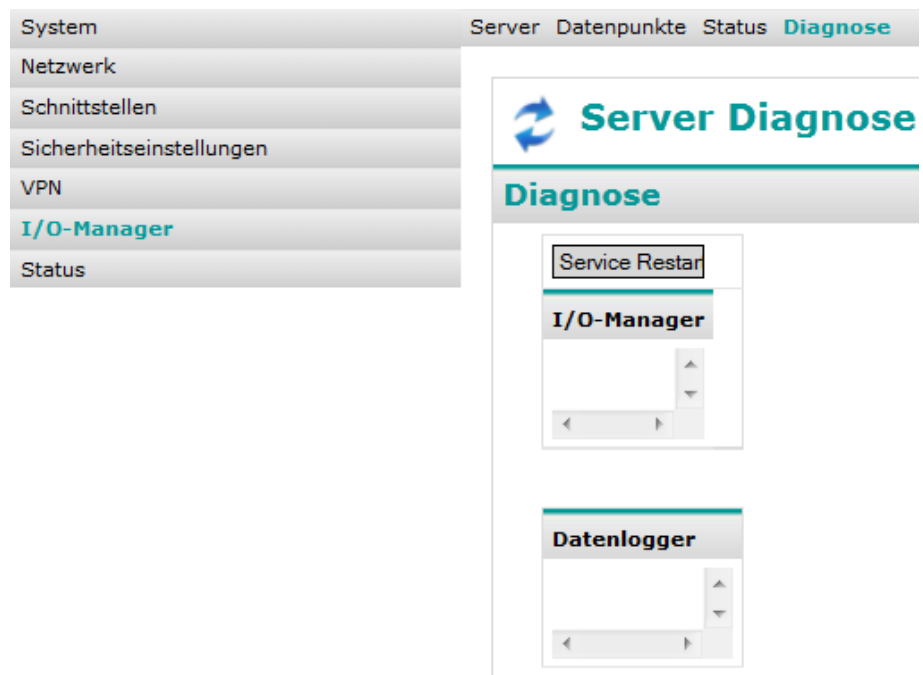 System
Netzwerk
Schnittstellen
Sicherheitseinstellungen
VPN
I/O-Manager
Status
Server Datenpunkte Status Diagnose
Server Diagnose
Diagnose
Service Restar
I/O-Manager
Datenlogger